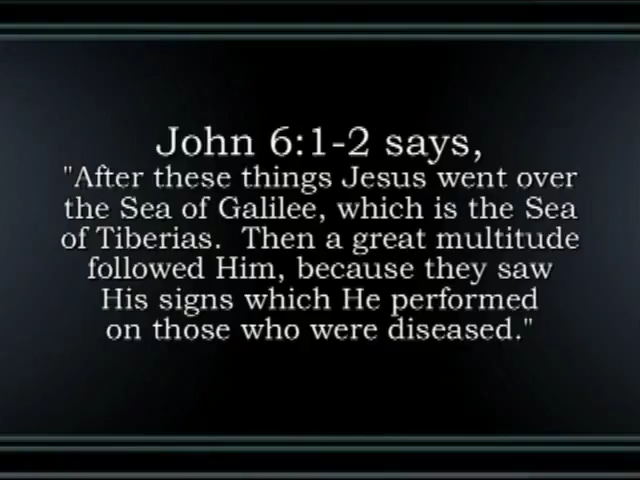 John 6:1-2 says,
"After these things Jesus went over
the Sea of Galilee, which is the Sea
of Tiberias.  Then a great multitude
followed Him, because they saw
His signs which He performed
on those who were diseased."